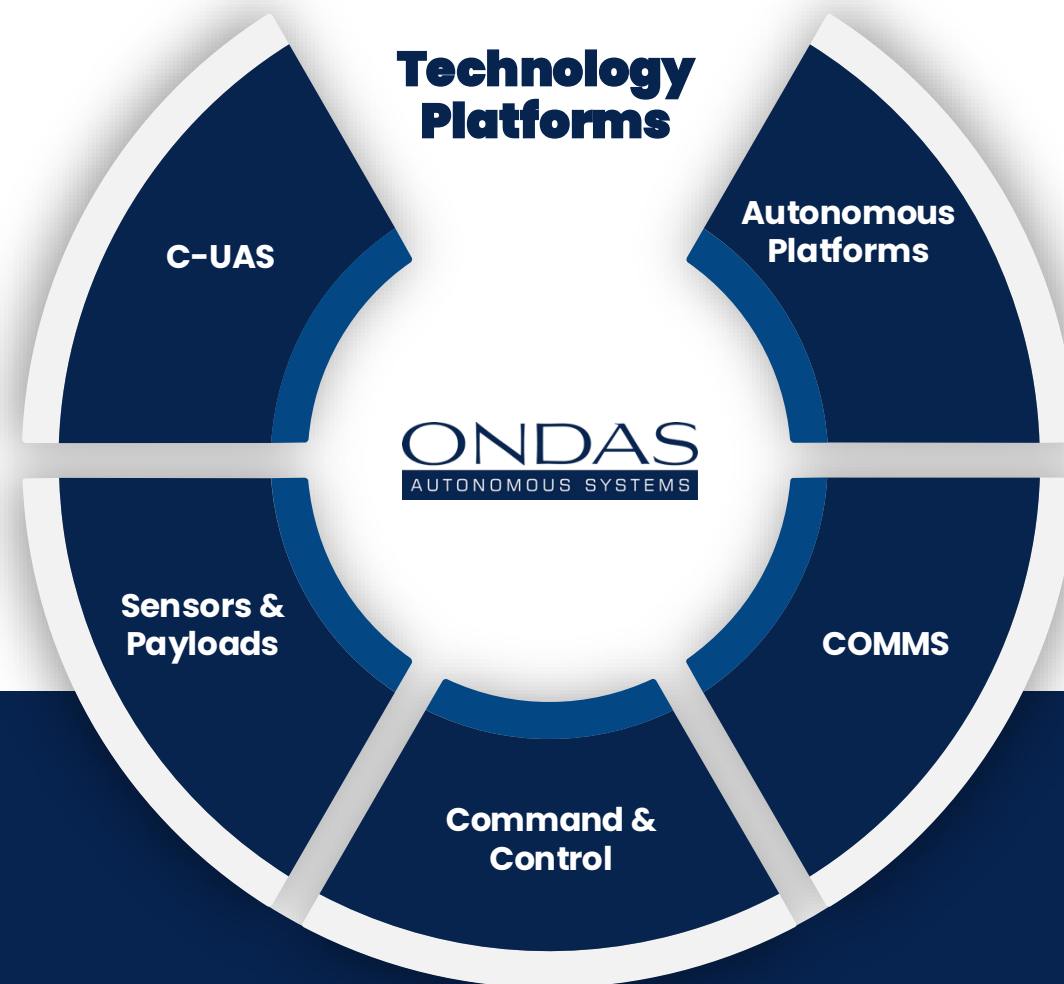 Technology
Platforms
C-UAS
Autonomous
Platforms
ONDAS
AUTONOMOUS SYSTEMS
Sensors &
Payloads
COMMS
Command &
Control